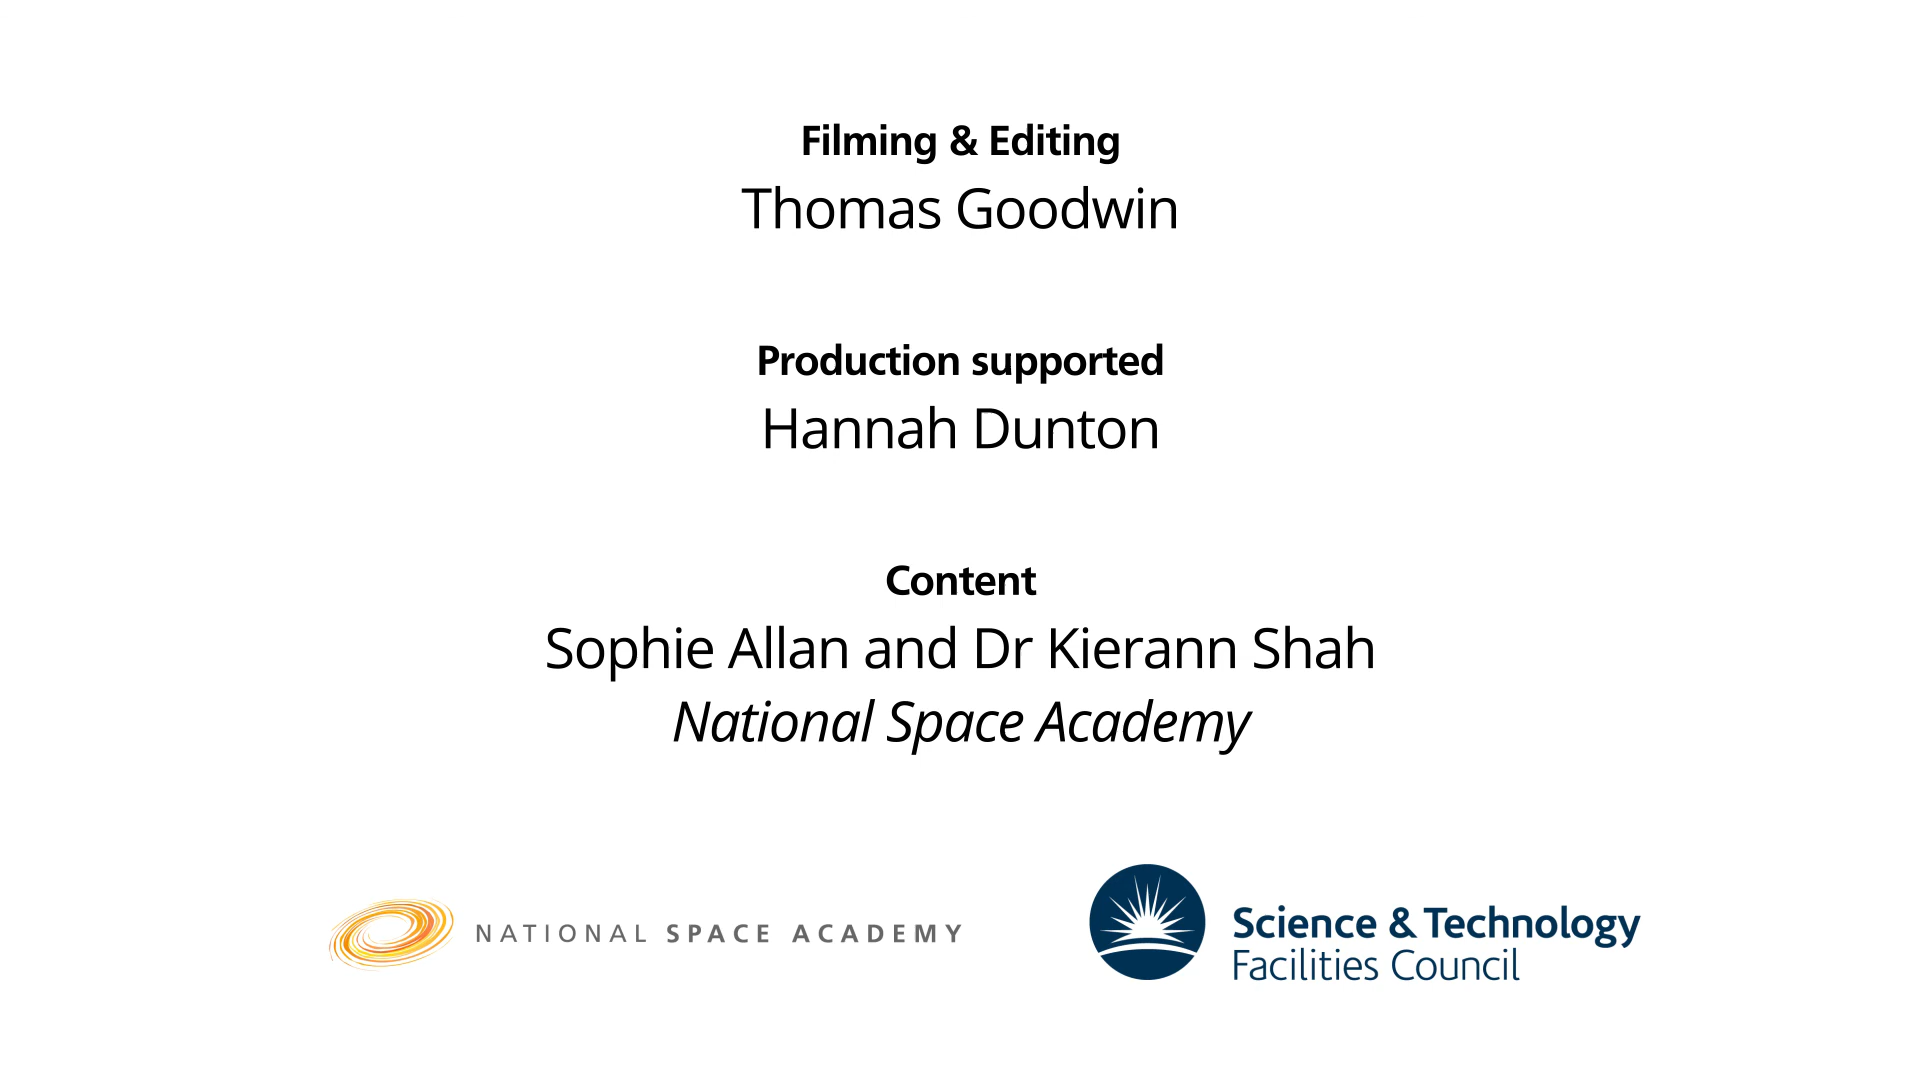 Filming & Editing
Thomas Goodwin
Production supported
Hannah Dunton
Content
Sophie Allan and Dr Kierann Shah
National Space Academy
NATIONAL SPACE ACADEMY
Science & Technology
Facilities Council